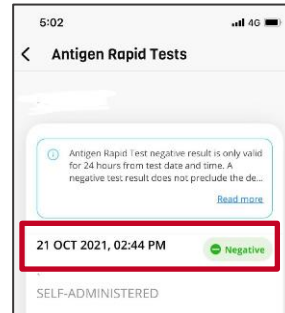 5:02
4G
Antigen Rapid Tests
Antigen Rapid Test negative result is only valid
for 24 hours from test date and time. A
negative test result does not preclude the de...
Read more
21 OCT 2021, 02:44 PM
Negative
SELF-ADMINISTERED